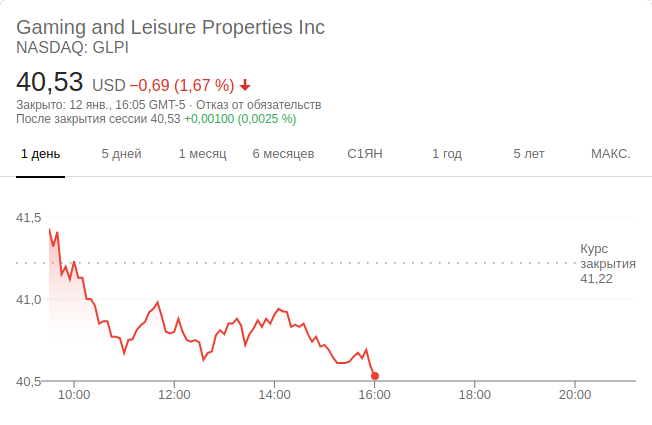 Gaming and Leisure Properties Inc
NASDAQ: GLPI
40,53 USD −0,69 (1,67 %)
Закрыто: 12 янв., 16:05 GMT-5 · Отказ от обязательств
После закрытия сессии 40,53 +0,00100 (0,0025 %)
1 день 5 дней 1 месяц 6 месяцев С1ЯН 1 год 5 лет МАКС.
41,5
Курс
закрытия
41,22
41,0
40,5
10:00 12:00 14:00 16:00 18:00 20:00